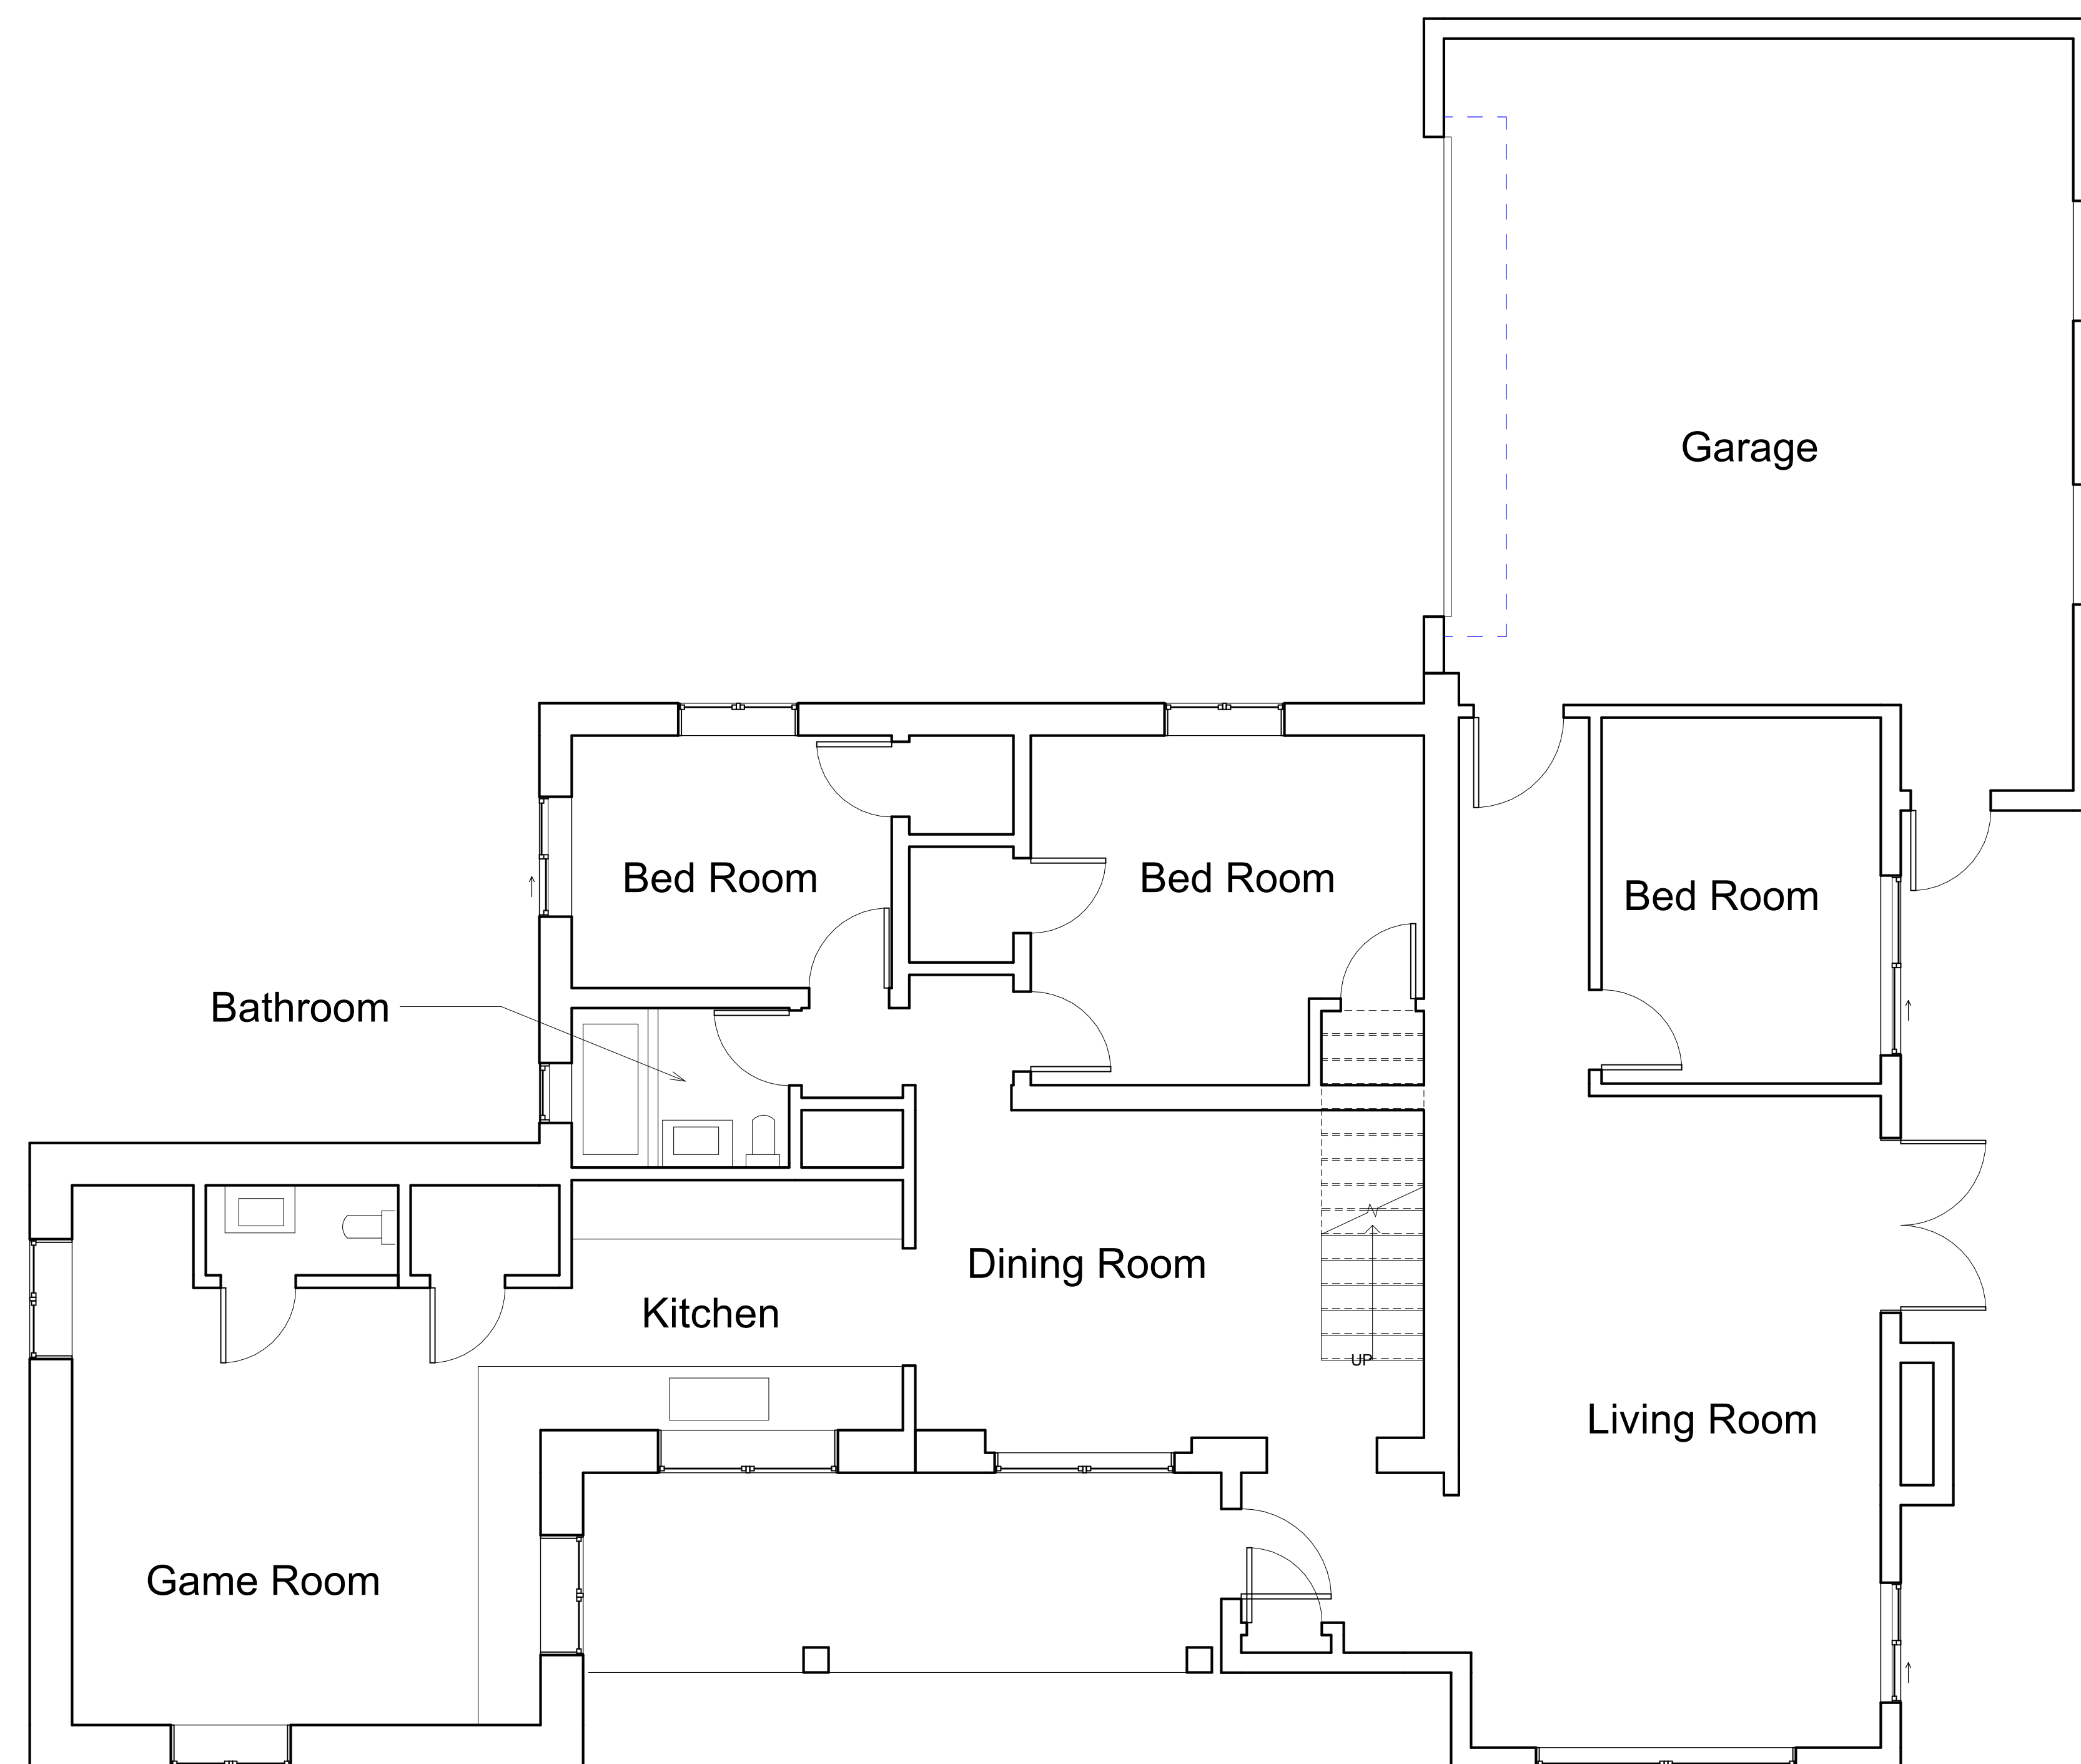 Garage
Bed Room
Bed Room
Bed Room
Bathroom
Dining Room
Kitchen
UP
Living Room
Game Room